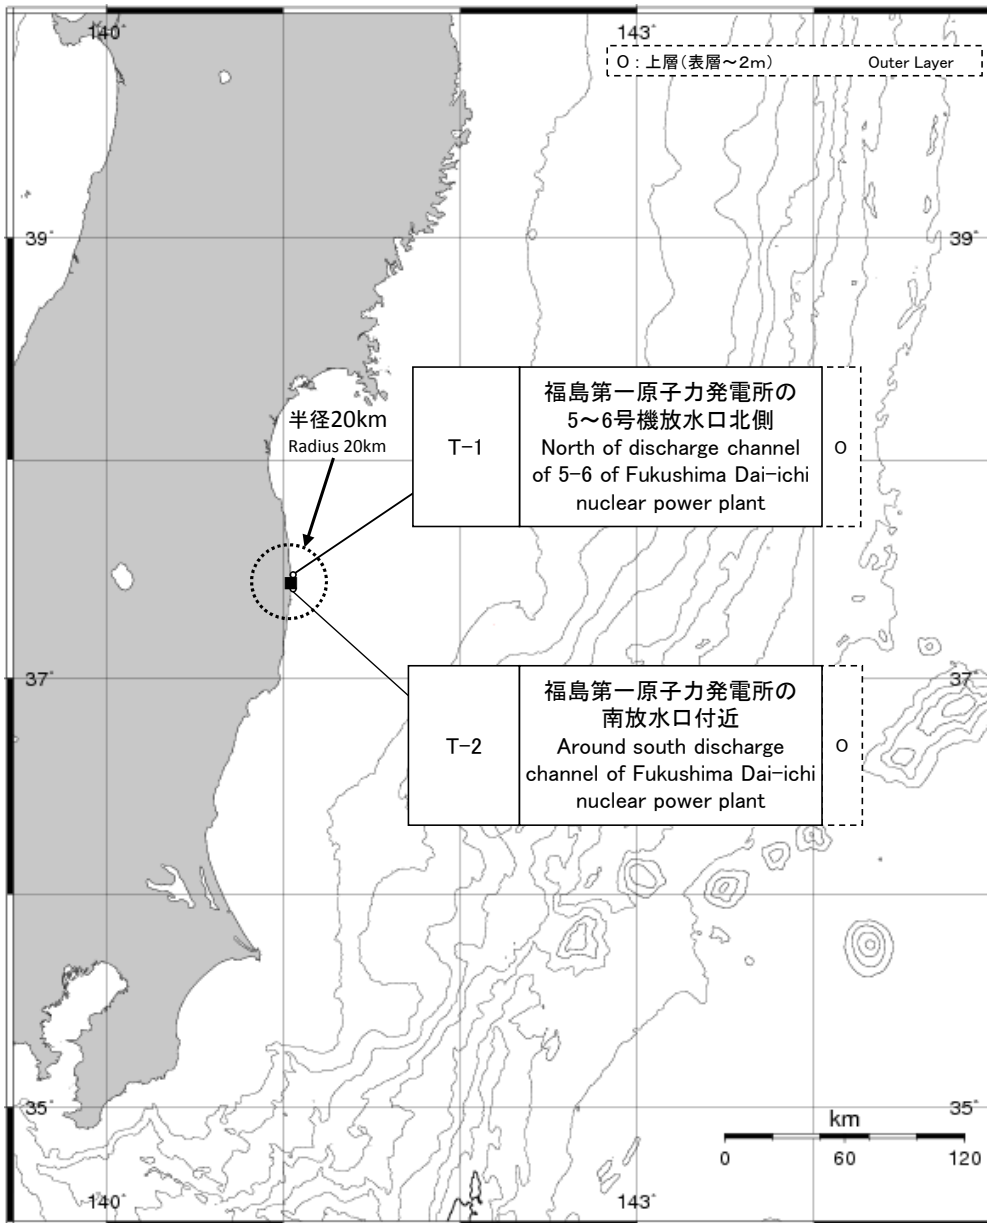 140°
143°
O : 上層(表層～2m) Outer Layer
39°
39°
半径20km
Radius 20km
T-1
福島第一原子力発電所の
5～6号機放水口北側
North of discharge channel
of 5-6 of Fukushima Dai-ichi
nuclear power plant
O
37°
37°
T-2
福島第一原子力発電所の
南放水口付近
Around south discharge
channel of Fukushima Dai-ichi
nuclear power plant
O
35°
35°
km
0 60 120
140°
143°